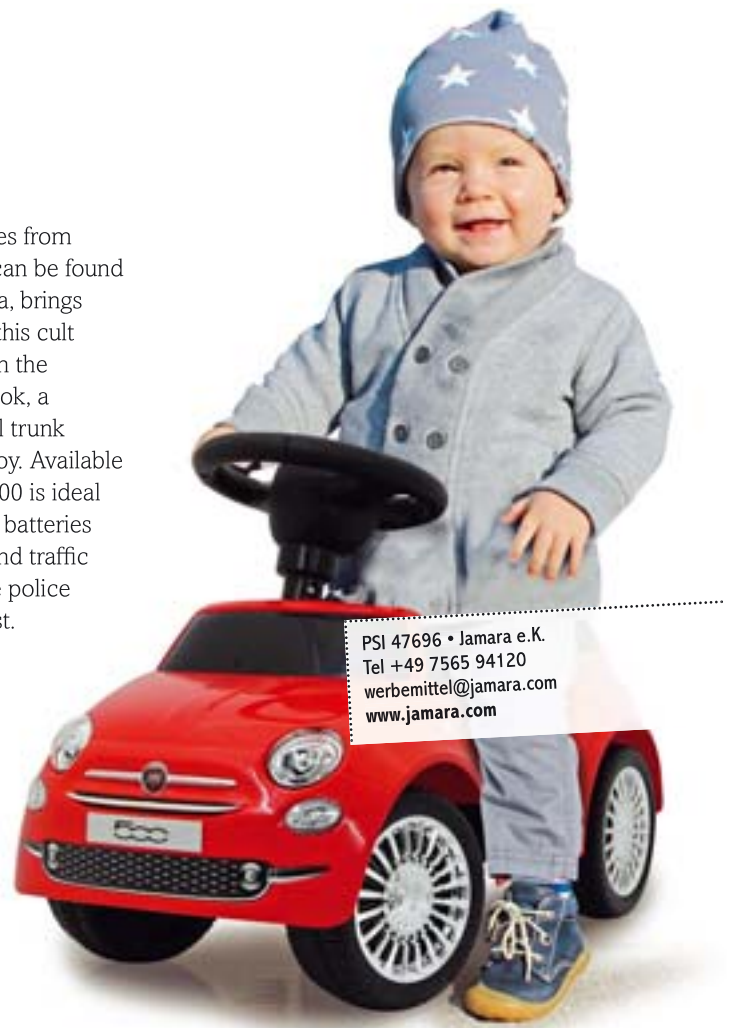 es from
can be found
a, brings
this cult
n the
ok, a
l trunk
oy. Available
00 is ideal
batteries
nd traffic
e police
st.
PSI 47696 • Jamara e.K.
Tel +49 7565 94120
werbemittel@jamara.com
www.jamara.com
500